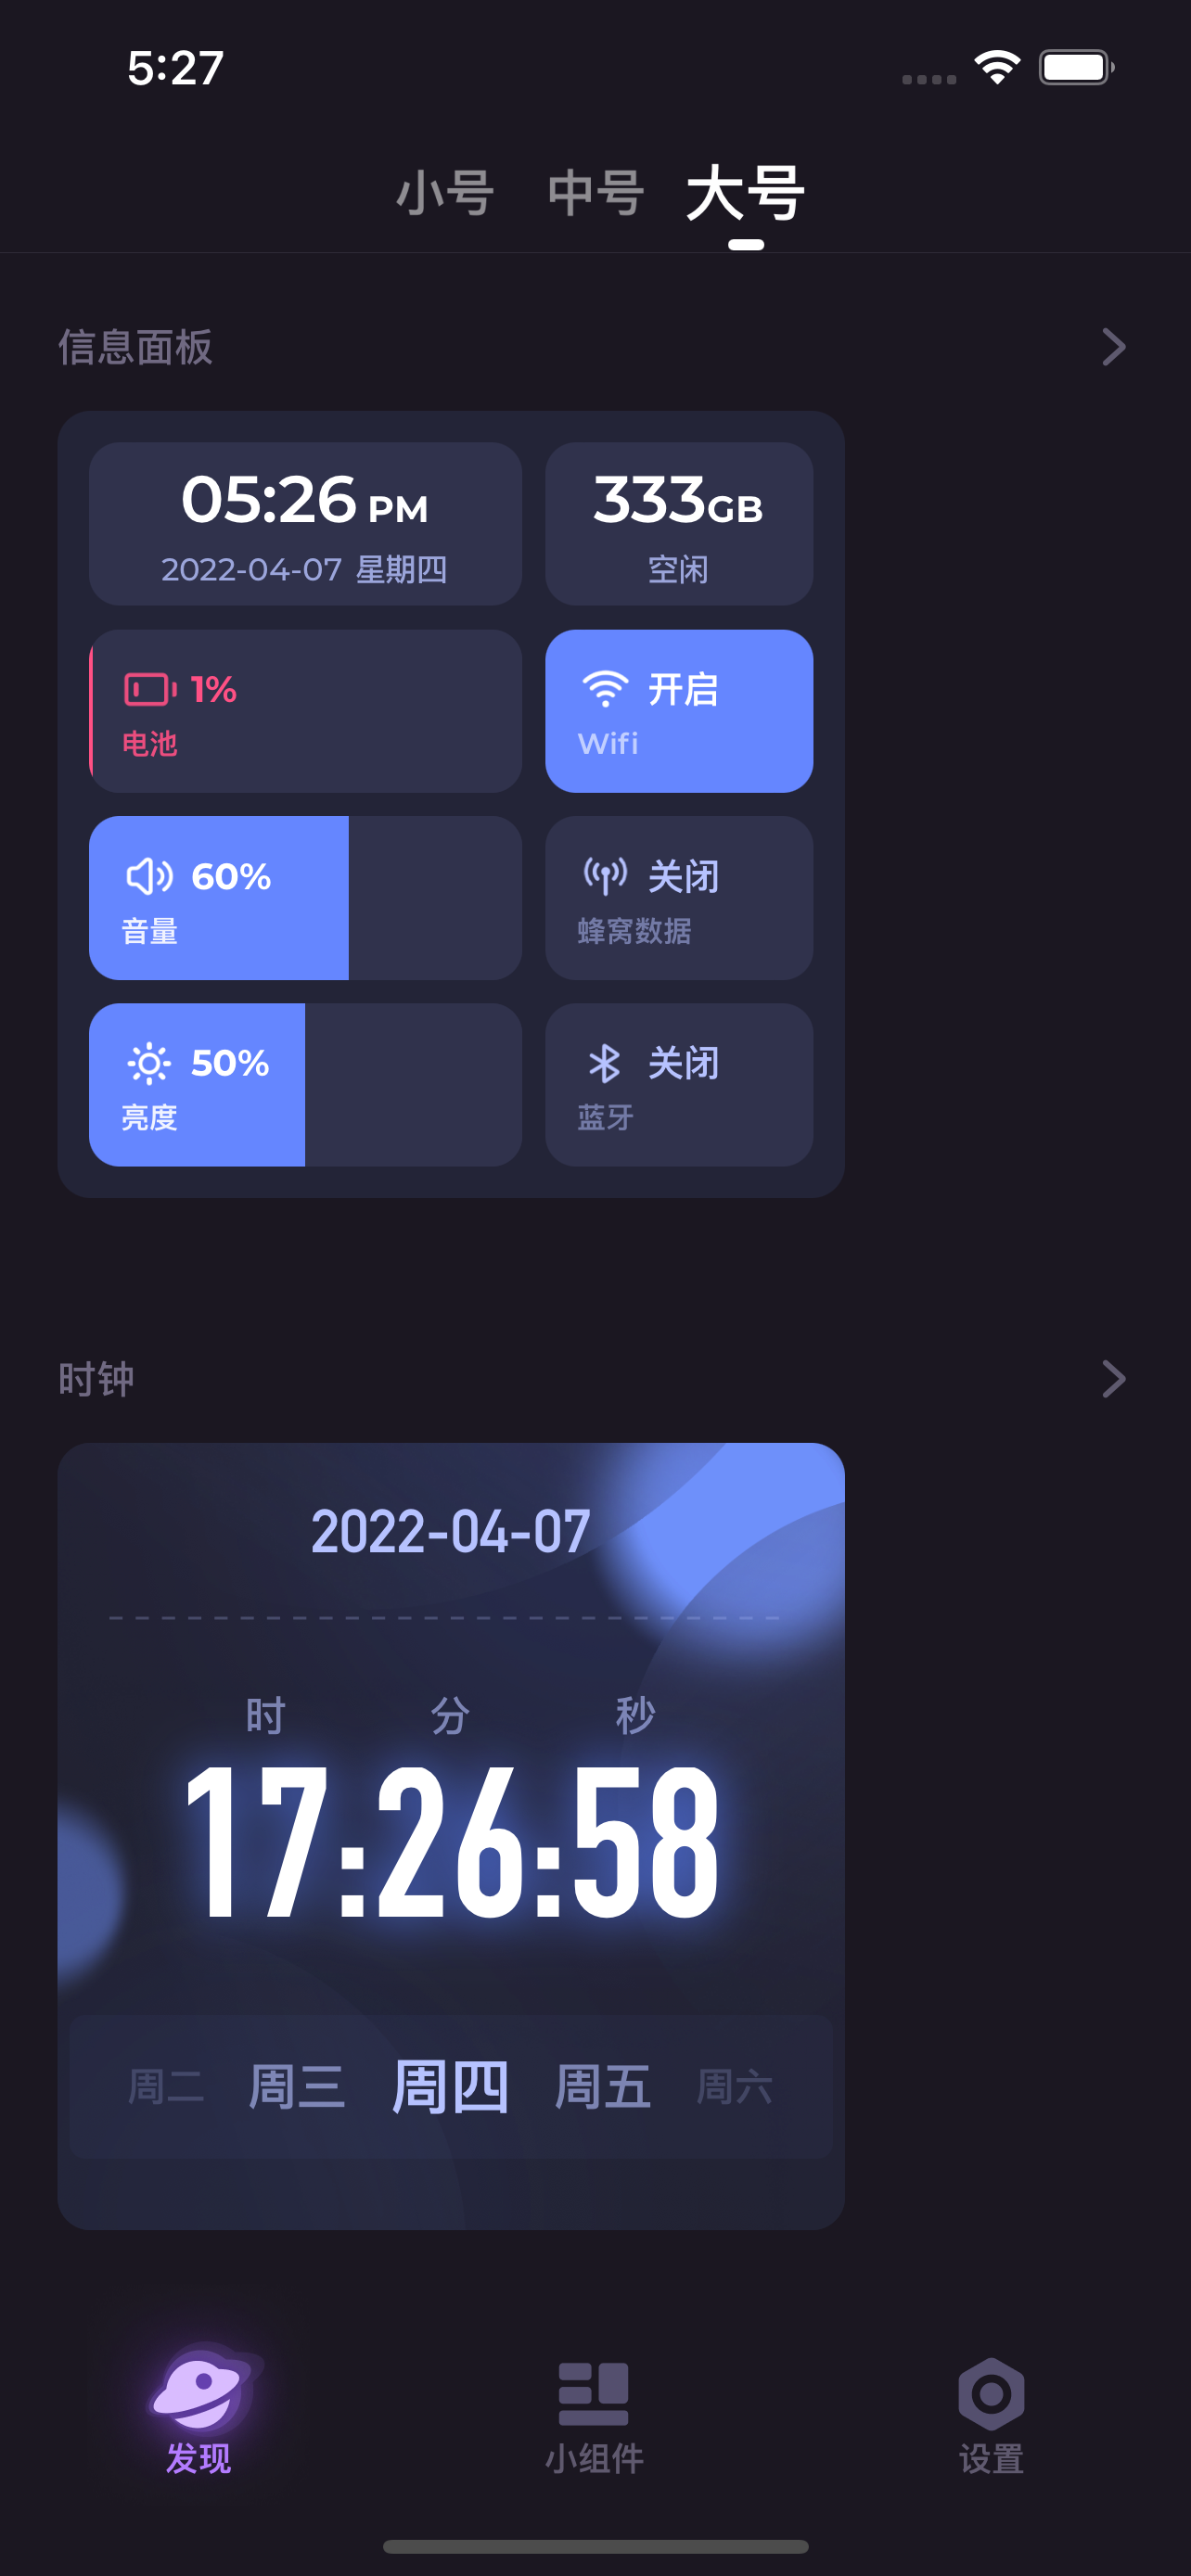 5:27
小号 中号 大号
信息面板
05:26 PM
2022-04-07 星期四
333GB
空闲
1%
电池
开启
Wifi
60%
音量
关闭
蜂窝数据
50%
亮度
关闭
蓝牙
时钟
2022-04-07
时 分 秒
17:26:58
周二 周三 周四 周五 周六
发现 小组件 设置